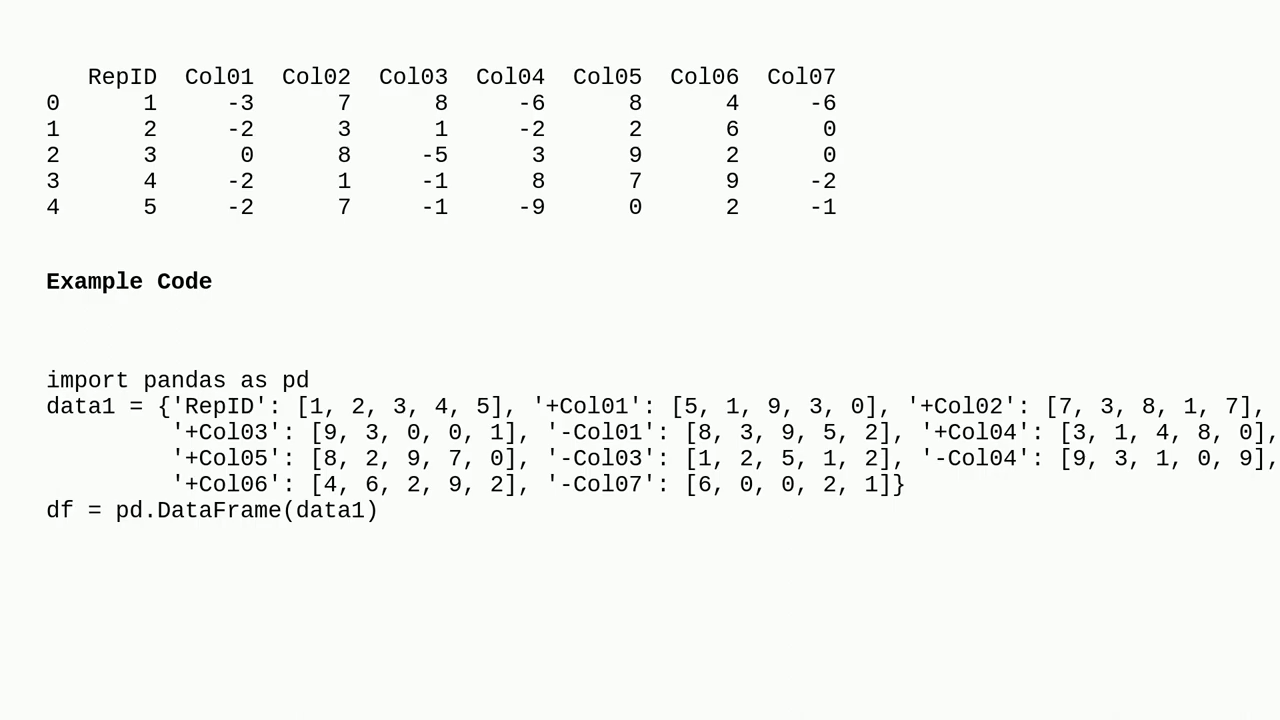 RepID  Col01  Col02  Col03  Col04  Col05  Col06  Col07
0      1     -3      7      8     -6      8      4     -6
1      2     -2      3      1     -2      2      6      0
2      3      0      8     -5      3      9      2      0
3      4     -2      1     -1      8      7      9     -2
4      5     -2      7     -1     -9      0      2     -1
Example Code
import pandas as pd
data1 = {'RepID': [1, 2, 3, 4, 5], '+Col01': [5, 1, 9, 3, 0], '+Col02': [7, 3, 8, 1, 7],
         '+Col03': [9, 3, 0, 0, 1], '-Col01': [8, 3, 9, 5, 2], '+Col04': [3, 1, 4, 8, 0],
         '+Col05': [8, 2, 9, 7, 0], '-Col03': [1, 2, 5, 1, 2], '-Col04': [9, 3, 1, 0, 9],
         '+Col06': [4, 6, 2, 9, 2], '-Col07': [6, 0, 0, 2, 1]}
df = pd.DataFrame(data1)